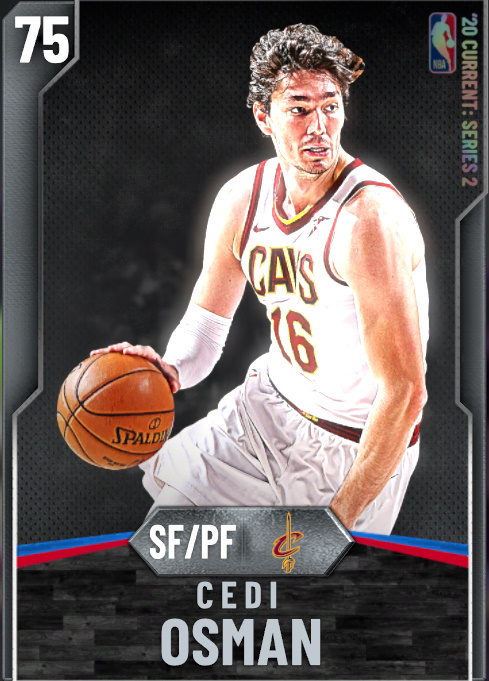 75
NBA
'20 CURRENT: SERIES 2
CAVS
16
SPALDING
SF/PF
C
CEDI
OSMAN